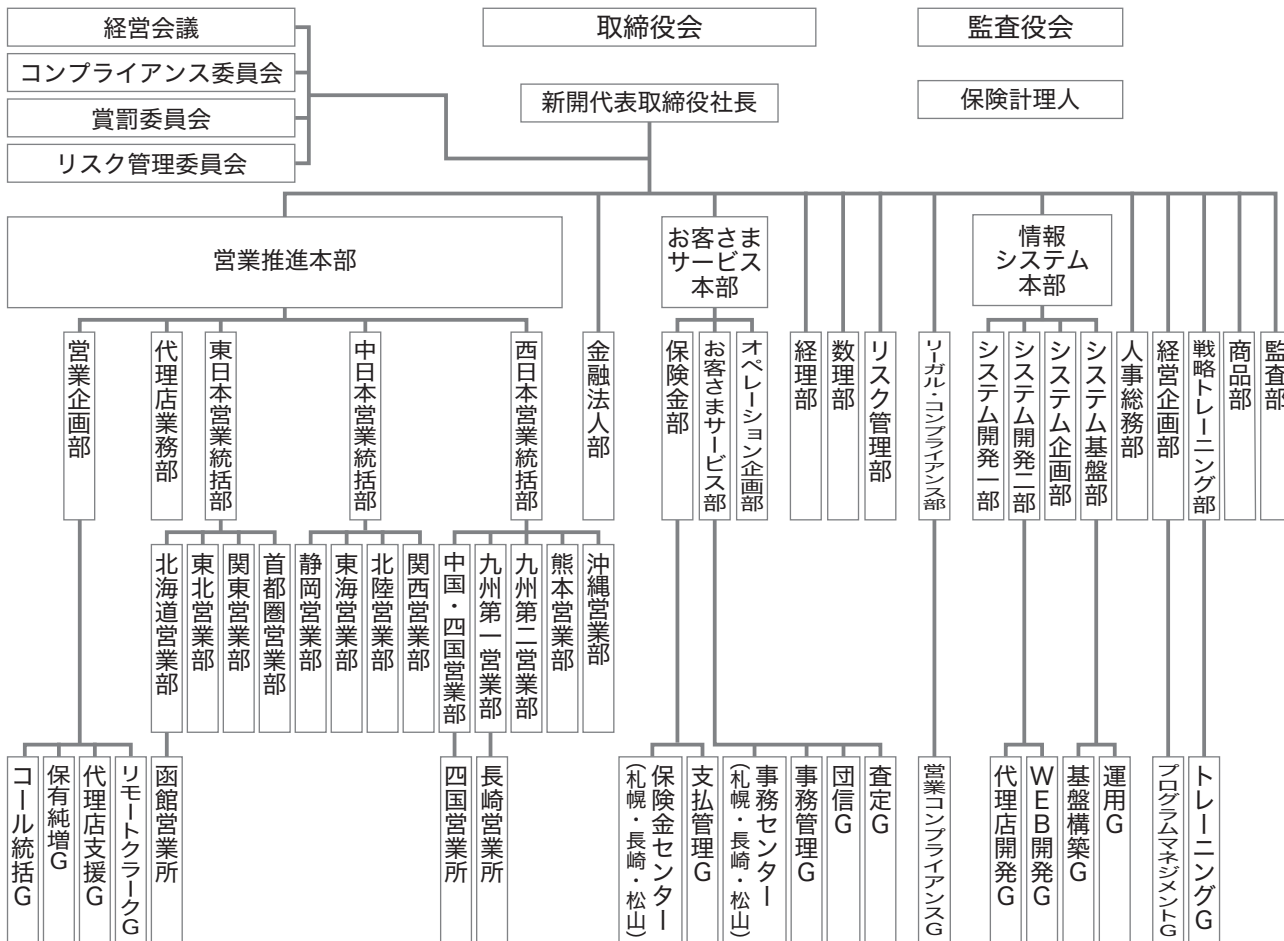 経営会議
コンプライアンス委員会
賞罰委員会
リスク管理委員会
取締役会
新開代表取締役社長
監査役会
保険計理人
営業推進本部
お客さま
サービス
本部
情報
システム
本部
営業企画部
代理店業務部
東日本営業統括部
中日本営業統括部
西日本営業統括部
金融法人部
保険金部
お客さまサービス部
オペレーション企画部
経理部
数理部
リスク管理部
リーガル・コンプライアンス部
システム開発一部
システム開発二部
システム企画部
システム基盤部
人事総務部
経営企画部
戦略トレーニング部
商品部
監査部
北海道営業部
東北営業部
関東営業部
首都圏営業部
静岡営業部
東海営業部
北陸営業部
関西営業部
中国・四国営業部
九州第一営業部
九州第二営業部
熊本営業部
沖縄営業部
コール統括G
保有純増G
代理店支援G
リモートクラークG
函館営業所
四国営業所
長崎営業所
保険金センター
(札幌・長崎・松山)
支払管理G
事務センター
(札幌・長崎・松山)
事務管理G
団信G
査定G
営業コンプライアンスG
代理店開発G
WEB開発G
基盤構築G
運用G
プログラムマネジメントG
トレーニングG